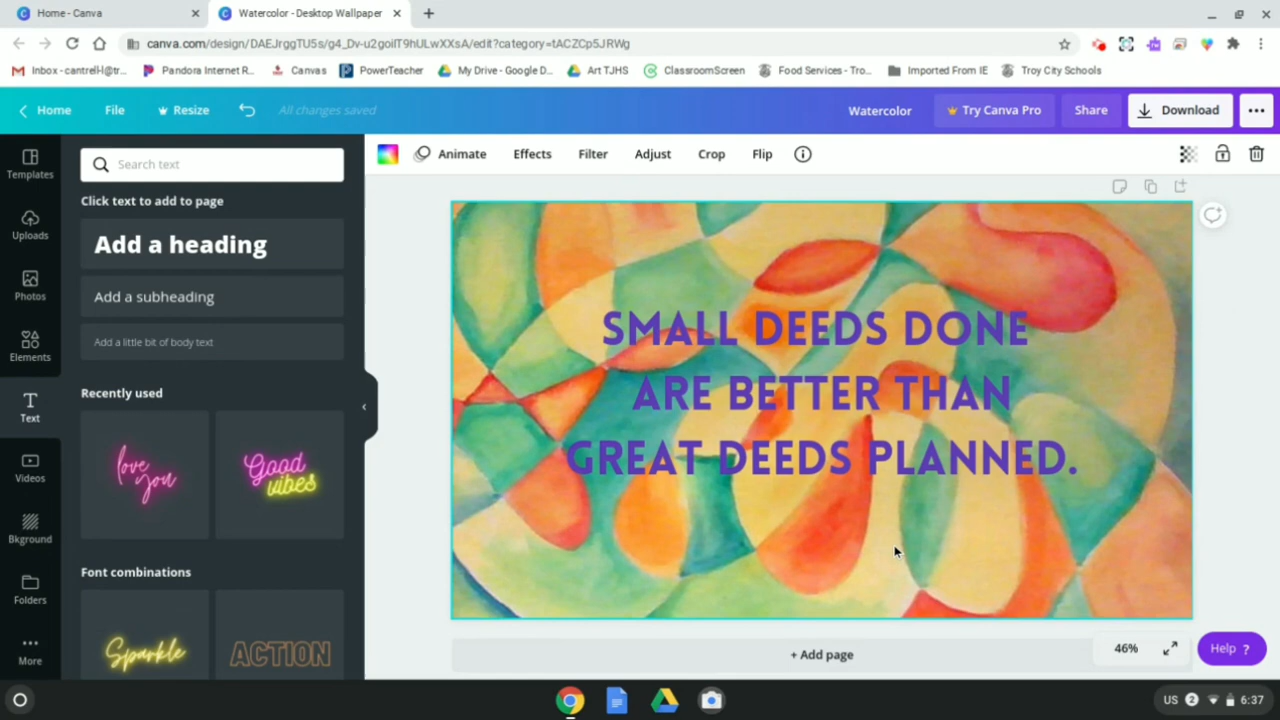 Home - Canva
Watercolor - Desktop Wallpaper
canva.com/design/DAEJrggTU5s/g4_Dv-u2goiIT9hULwXXsA/edit?category=tACZCp5JRWg
Inbox - cantrell-l@tr... Pandora Internet R... Canvas PowerTeacher My Drive - Google D... Art TJHS ClassroomScreen Food Services - Tro... Imported From IE Troy City Schools
Home File Resize All changes saved Watercolor Try Canva Pro Share Download
Animate Effects Filter Adjust Crop Flip
Templates
Uploads
Photos
Elements
Text
Videos
Bkground
Folders
More
Search text
Click text to add to page
Add a heading
Add a subheading
Add a little bit of body text
Recently used
love you
Good vibes
Font combinations
Sparkle
ACTION
SMALL DEEDS DONE
ARE BETTER THAN
GREAT DEEDS PLANNED.
+ Add page
46%
Help ?
US 2 6:37